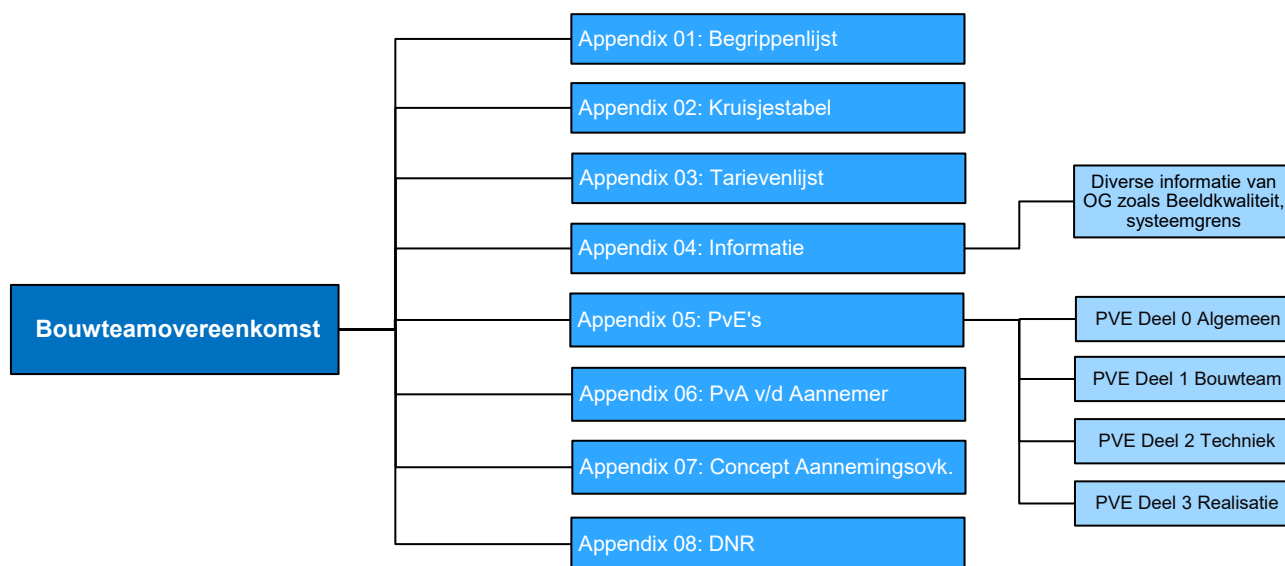 Appendix 01: Begrippenlijst
Appendix 02: Kruisjestabel
Appendix 03: Tarievenlijst
Diverse informatie van
OG zoals Beeldkwaliteit,
systeemgrens
Appendix 04: Informatie
Bouwteamovereenkomst
Appendix 05: PvE's
PVE Deel 0 Algemeen
PVE Deel 1 Bouwteam
Appendix 06: PvA v/d Aannemer
PVE Deel 2 Techniek
Appendix 07: Concept Aannemingsovk.
PVE Deel 3 Realisatie
Appendix 08: DNR